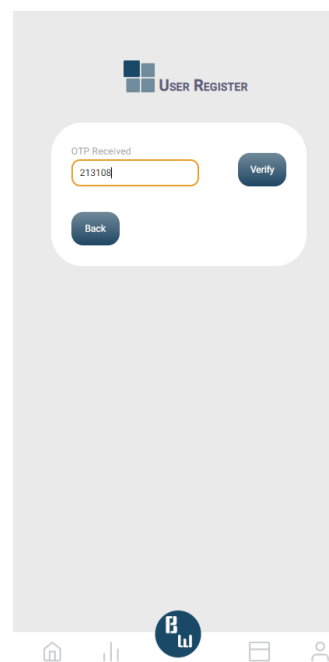 User Register
OTP Received
213108
Verify
Back
B
W